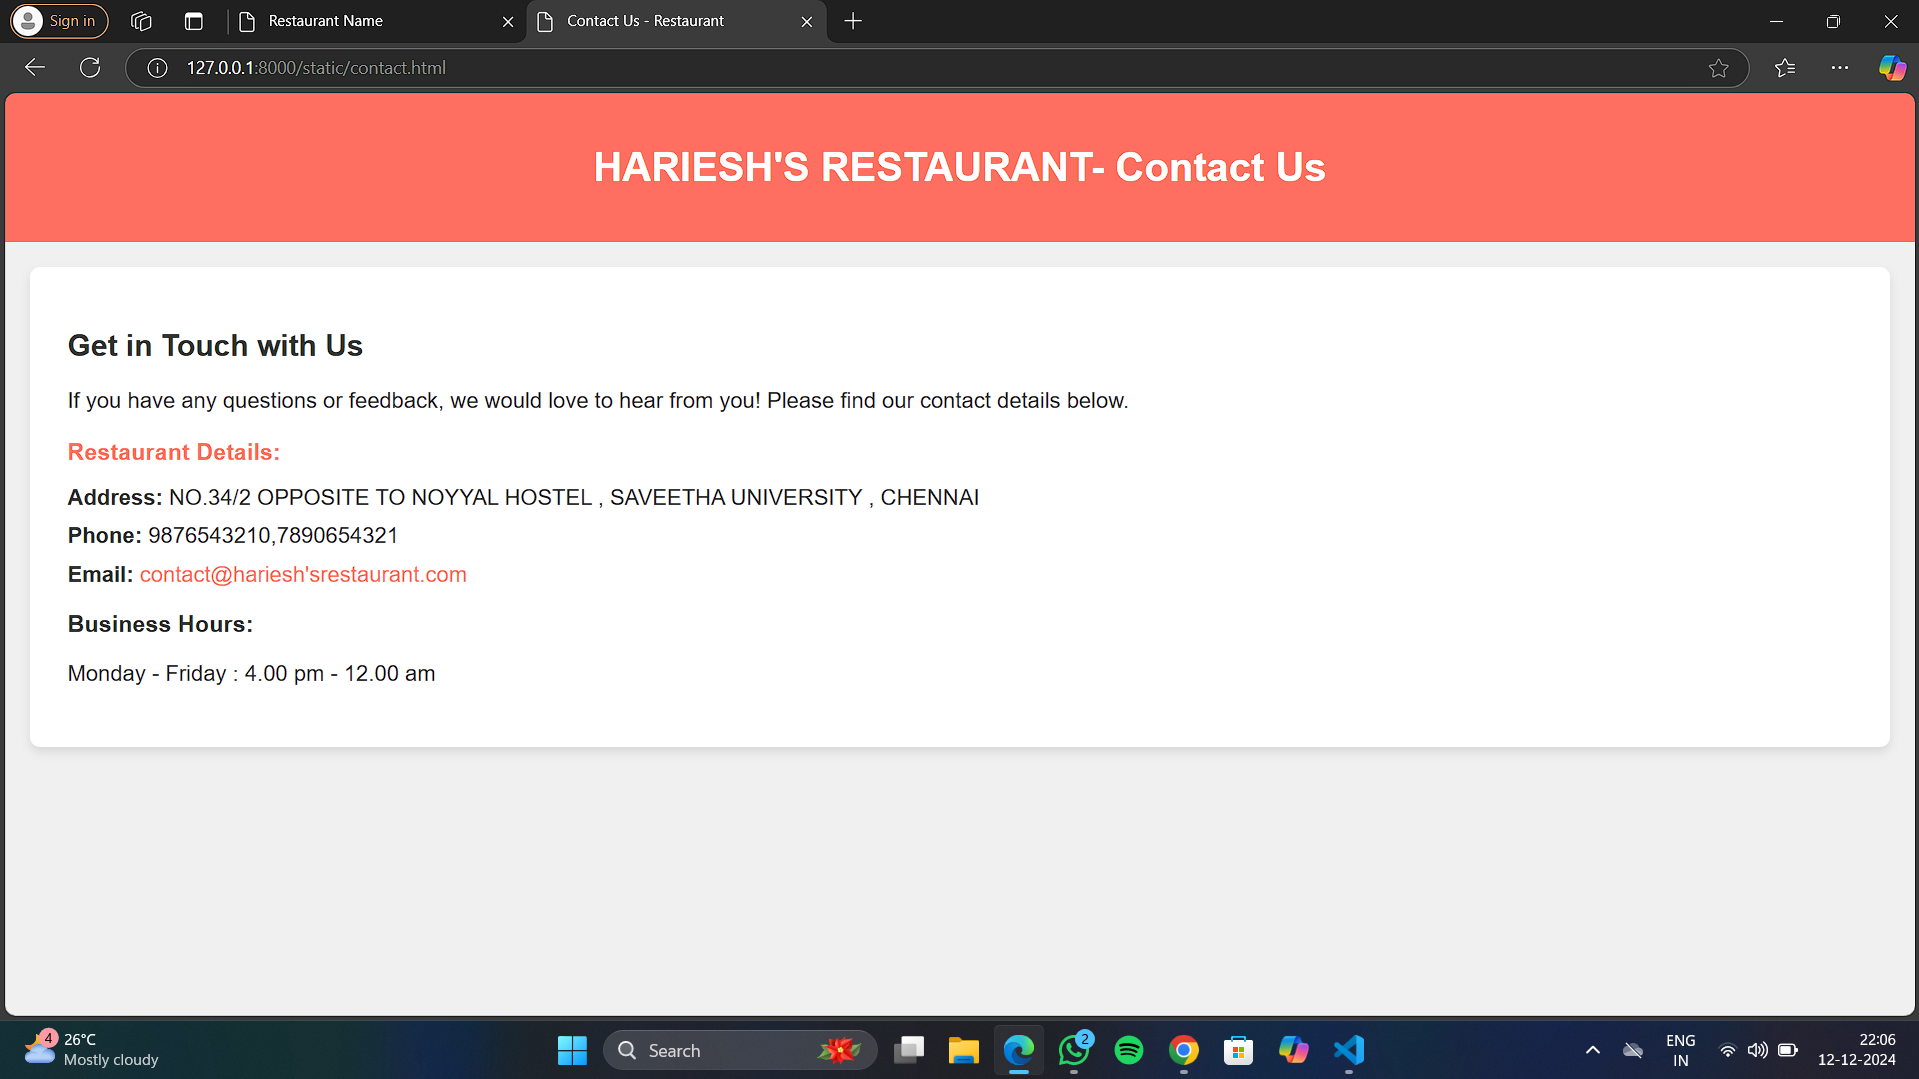 Sign in
Restaurant Name
Contact Us - Restaurant
127.0.0.1:8000/static/contact.html
HARIESH'S RESTAURANT- Contact Us
Get in Touch with Us
If you have any questions or feedback, we would love to hear from you! Please find our contact details below.
Restaurant Details:
Address: NO.34/2 OPPOSITE TO NOYYAL HOSTEL , SAVEETHA UNIVERSITY , CHENNAI
Phone: 9876543210,7890654321
Email: contact@hariesh'srestaurant.com
Business Hours:
Monday - Friday : 4.00 pm - 12.00 am
4
26°C
Mostly cloudy
Search
2
ENG
IN
22:06
12-12-2024